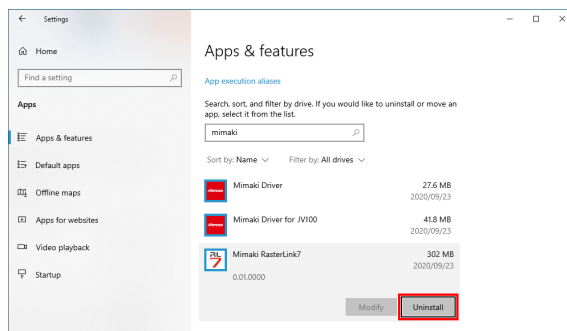 Settings
Home
Find a setting
Apps
Apps & features
Default apps
Offline maps
Apps for websites
Video playback
Startup
Apps & features
App execution aliases
Search, sort, and filter by drive. If you would like to uninstall or move an
app, select it from the list.
mimaki
Sort by: Name Filter by: All drives
Mimaki Driver 27.6 MB
2020/09/23
Mimaki Driver for JV100 41.8 MB
2020/09/23
RL
7
Mimaki RasterLink7 302 MB
2020/09/23
0.01.0000
Modify Uninstall